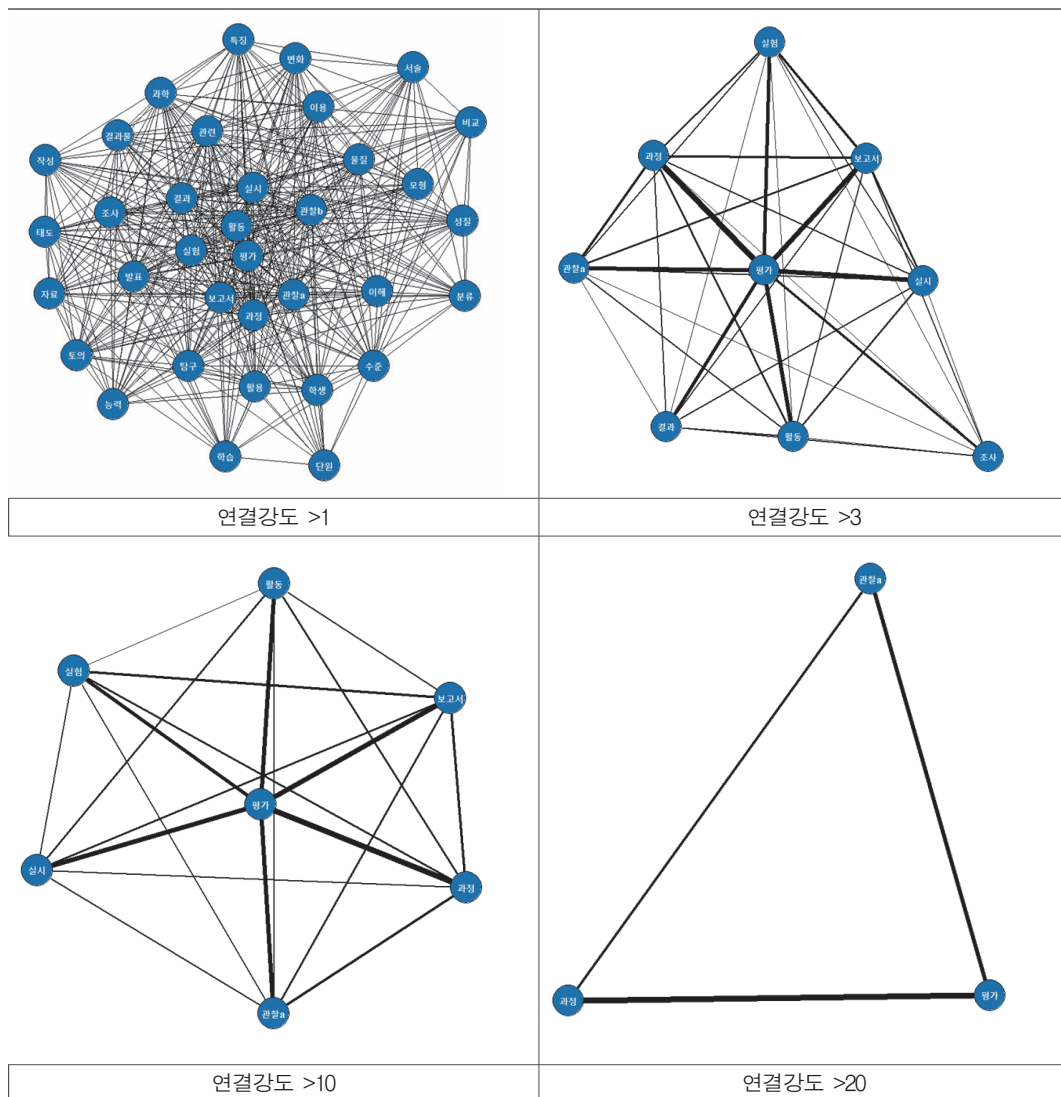 특징
변화
서술
과학
이용
비교
결과물
관련
작성
물질
모형
실시
결과
조사
관찰b
성질
활동
태도
실험
평가
발표
자료
보고서
관찰a
이해
분류
과정
토의
탐구
수준
활용
학생
능력
학습
단원
연결강도 >1
실험
과정
보고서
관찰a
평가
실시
결과
활동
조사
연결강도 >3
활동
실험
보고서
평가
실시
과정
관찰a
연결강도 >10
관찰a
과정
평가
연결강도 >20